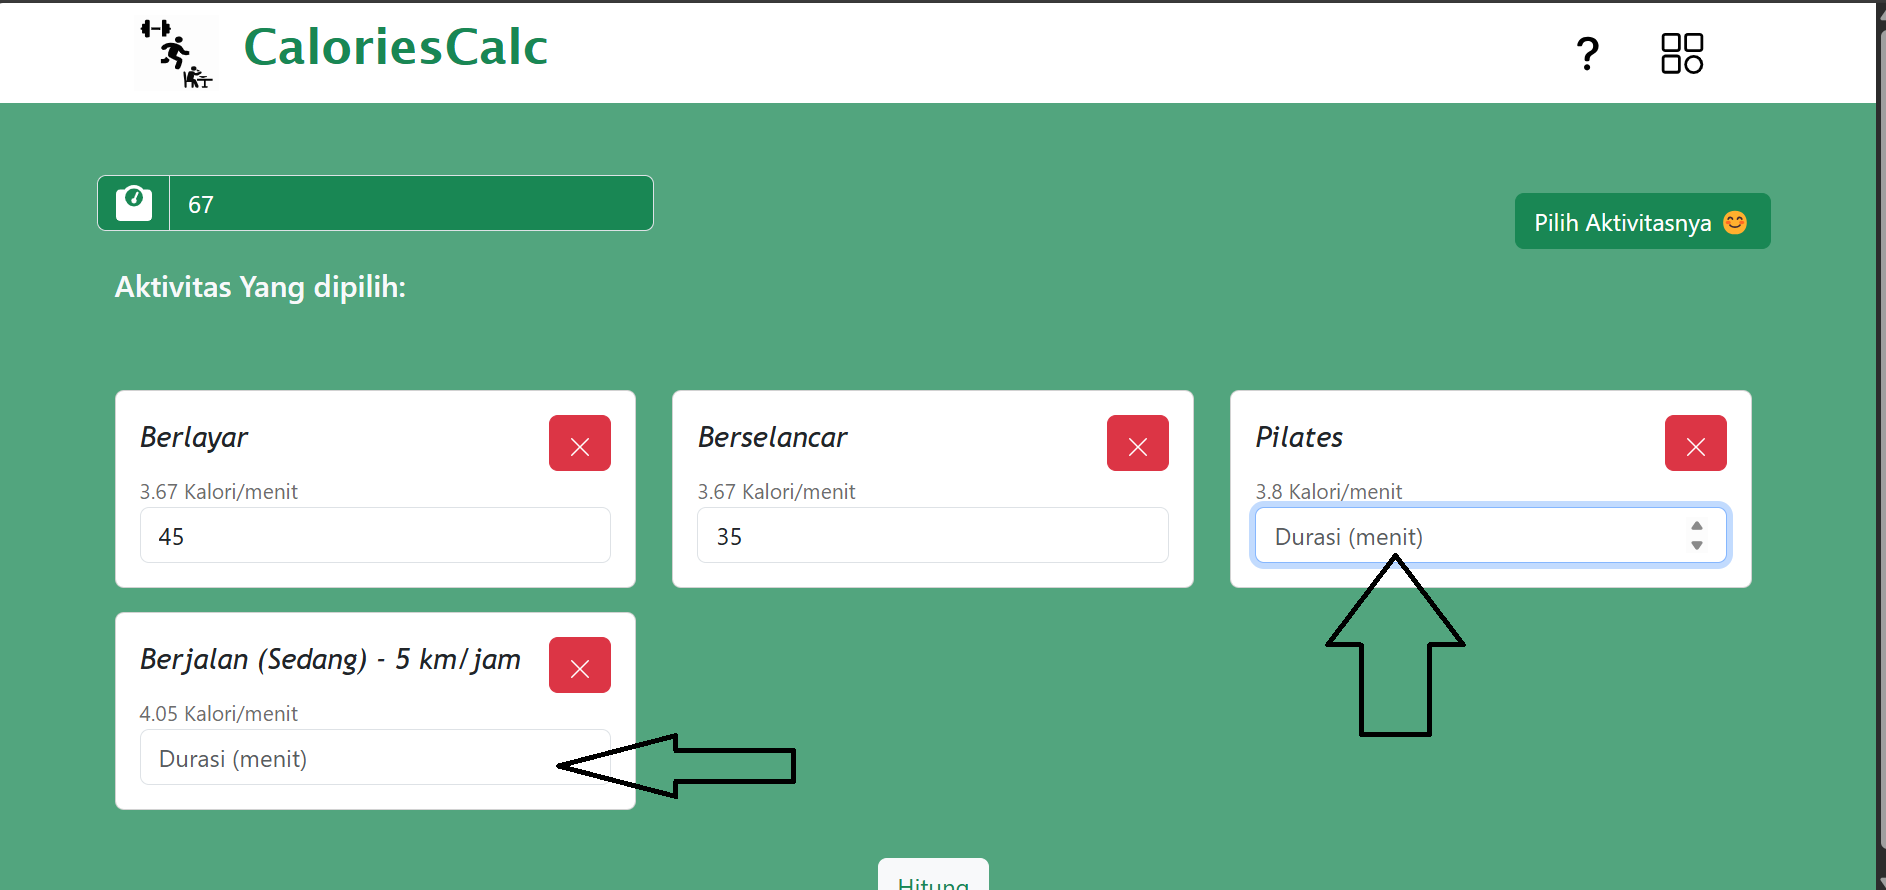 CaloriesCalc
?
67
Pilih Aktivitasnya 😊
Aktivitas Yang dipilih:
Berlayar
3.67 Kalori/menit
45
Berselancar
3.67 Kalori/menit
35
Pilates
3.8 Kalori/menit
Durasi (menit)
Berjalan (Sedang) - 5 km/jam
4.05 Kalori/menit
Durasi (menit)
Hitung